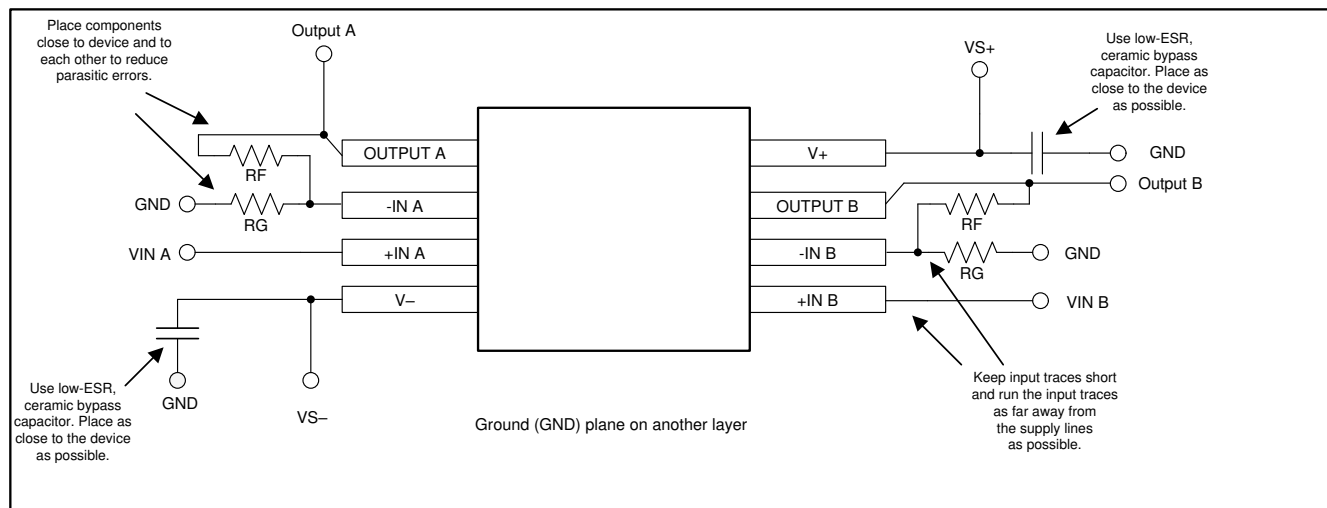 Place components
close to device and to
each other to reduce
parasitic errors.
Output A
VS+
Use low-ESR,
ceramic bypass
capacitor. Place as
close to the device
as possible.
OUTPUT A
V+
GND
RF
Output B
GND
-IN A
OUTPUT B
RG
RF
VIN A
+IN A
-IN B
GND
RG
V–
+IN B
VIN B
Use low-ESR,
ceramic bypass
capacitor. Place as
close to the device
as possible.
GND
VS–
Ground (GND) plane on another layer
Keep input traces short
and run the input traces
as far away from
the supply lines
as possible.